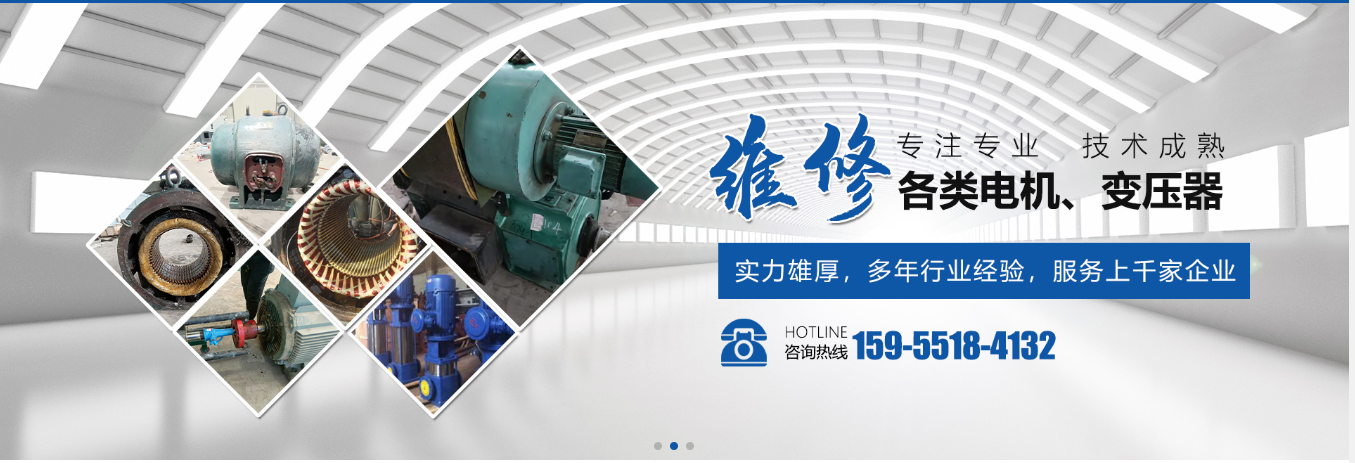 维修
专注专业 技术成熟
各类电机、变压器
实力雄厚，多年行业经验，服务上千家企业
HOTLINE
咨询热线
159-5518-4132